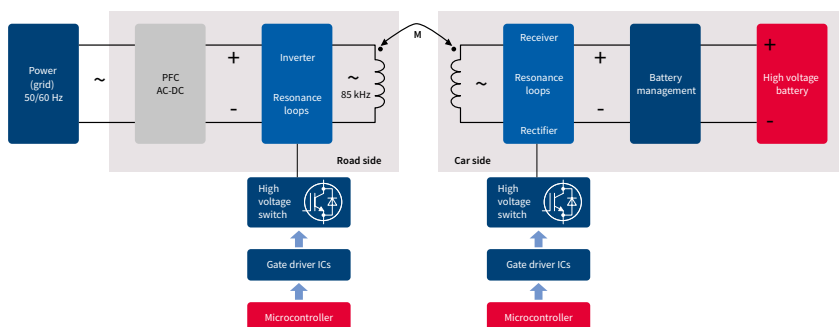 Power
(grid)
50/60 Hz
~
PFC
AC-DC
+
-
Inverter
Resonance
loops
~
85 kHz
M
Road side
~
Receiver
Resonance
loops
Rectifier
+
-
Battery
management
+
High voltage
battery
-
Car side
High
voltage
switch
Gate driver ICs
Microcontroller
High
voltage
switch
Gate driver ICs
Microcontroller